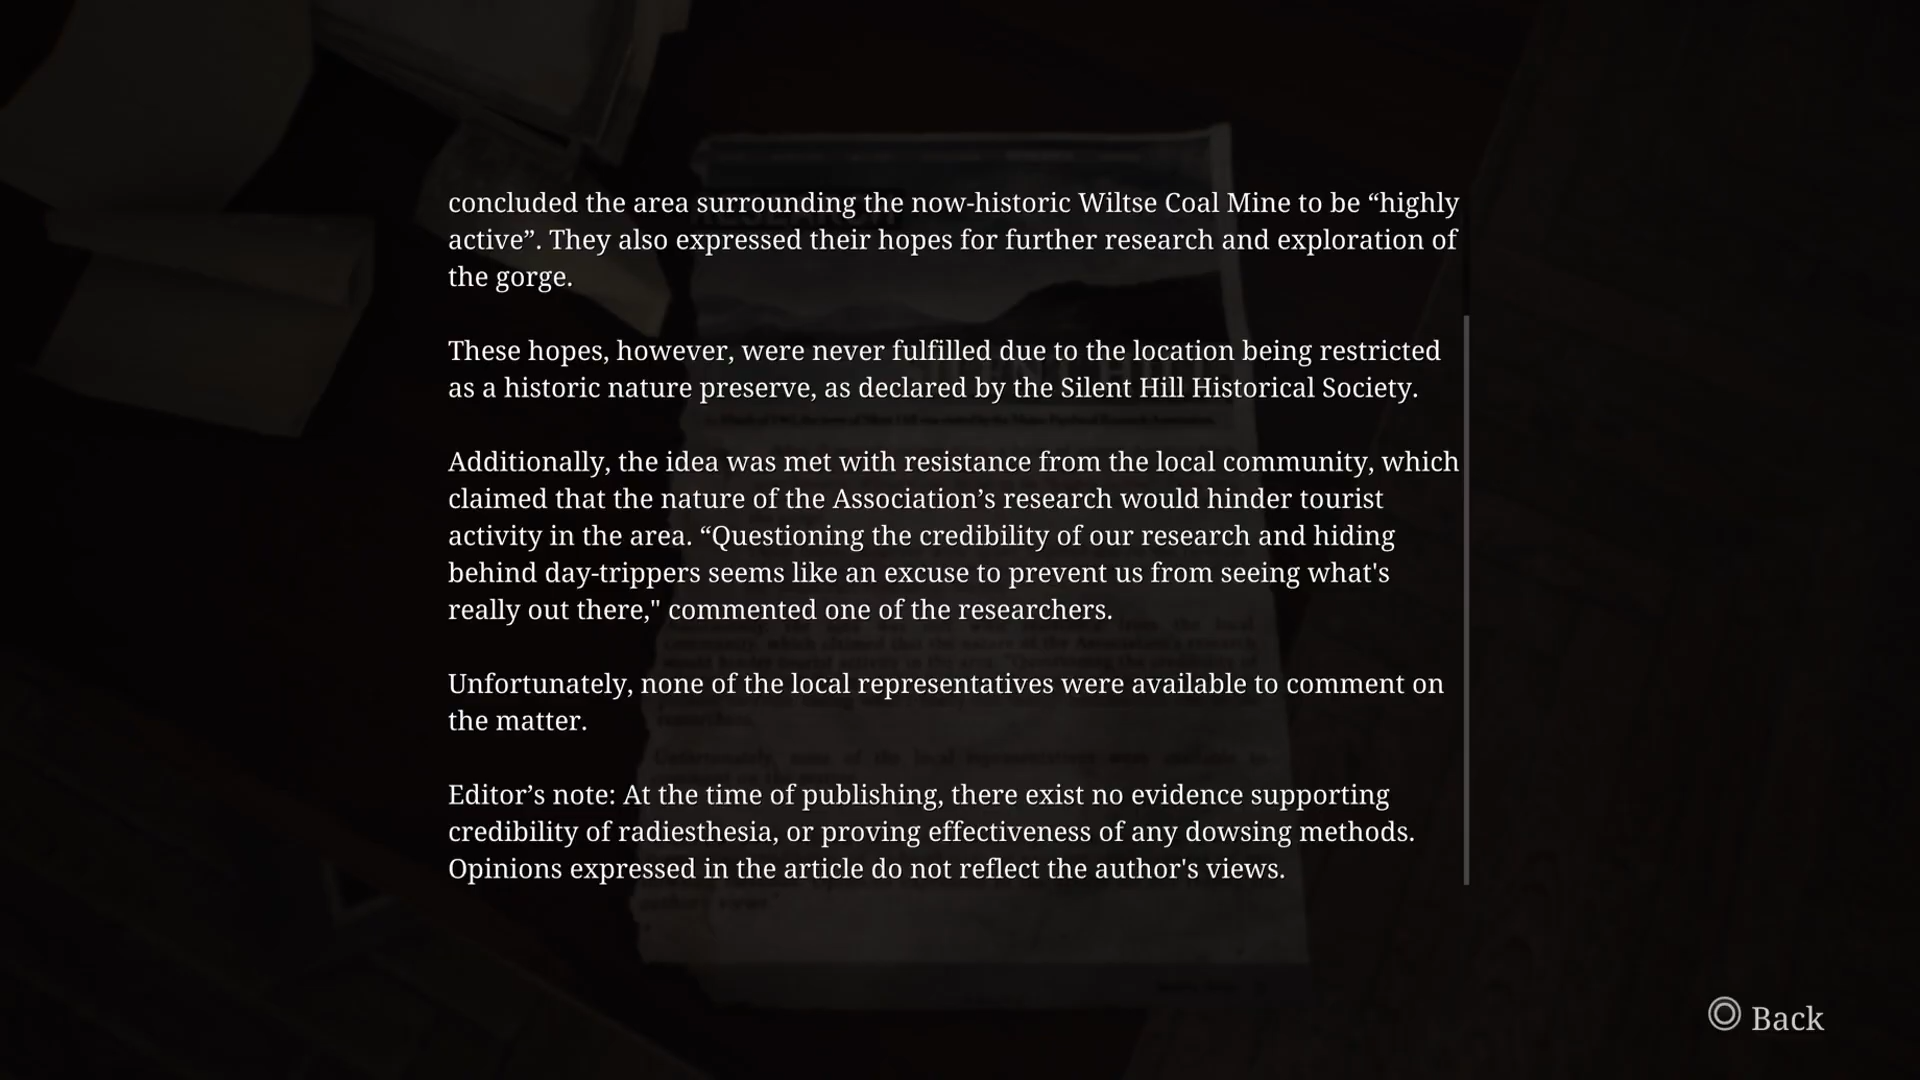 concluded the area surrounding the now-historic Wiltse Coal Mine to be “highly
active”. They also expressed their hopes for further research and exploration of
the gorge.
These hopes, however, were never fulfilled due to the location being restricted
as a historic nature preserve, as declared by the Silent Hill Historical Society.
Additionally, the idea was met with resistance from the local community, which
claimed that the nature of the Association’s research would hinder tourist
activity in the area. “Questioning the credibility of our research and hiding
behind day-trippers seems like an excuse to prevent us from seeing what's
really out there," commented one of the researchers.
Unfortunately, none of the local representatives were available to comment on
the matter.
Editor’s note: At the time of publishing, there exist no evidence supporting
credibility of radiesthesia, or proving effectiveness of any dowsing methods.
Opinions expressed in the article do not reflect the author's views.
Back